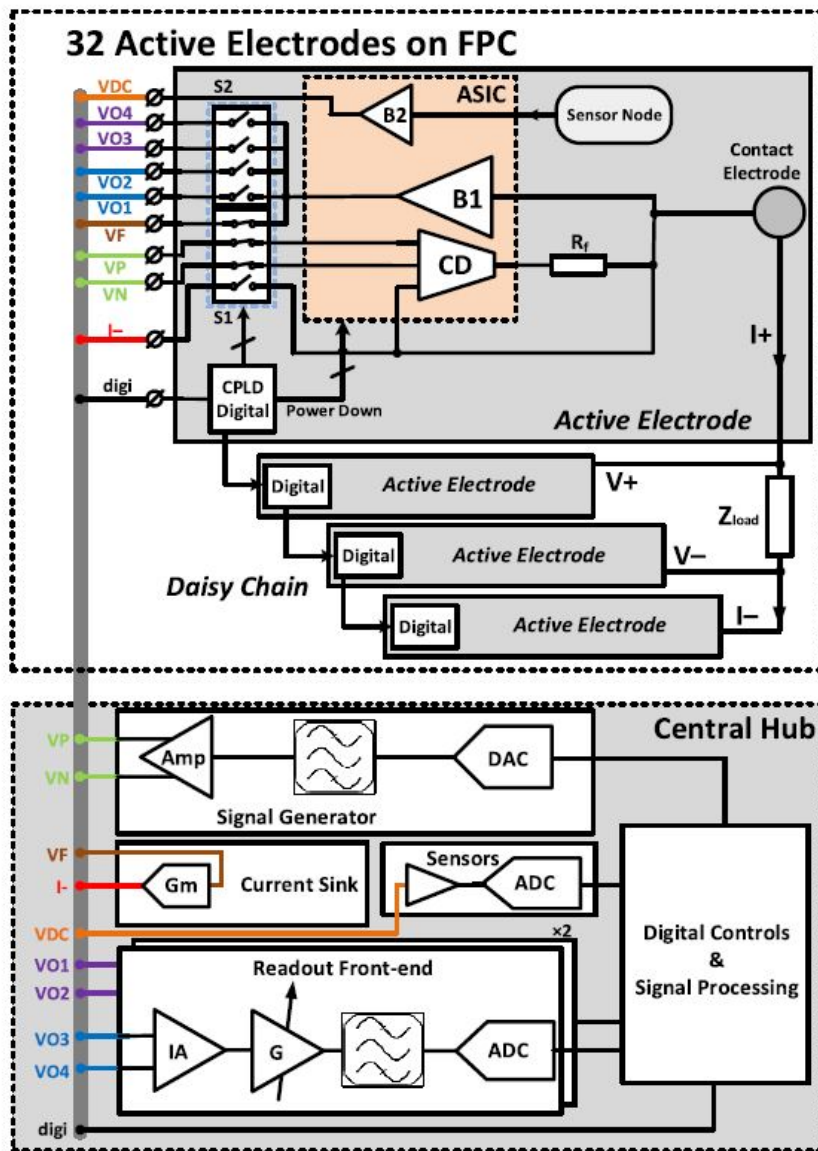 32 Active Electrodes on FPC
VDC
VO4
VO3
VO2
VO1
VF
VP
VN
I−
digi
S2
ASIC
B2
Sensor Node
Contact
Electrode
B1
CD
Rf
S1
I+
CPLD
Digital
Power Down
Active Electrode
Digital
Active Electrode
V+
Zload
Digital
Active Electrode
V−
Daisy Chain
Digital
Active Electrode
I−
Central Hub
VP
VN
Amp
DAC
Signal Generator
VF
I-
Gm
Current Sink
Sensors
ADC
VDC
×2
VO1
VO2
VO3
VO4
Readout Front-end
IA
G
ADC
Digital Controls
&
Signal Processing
digi